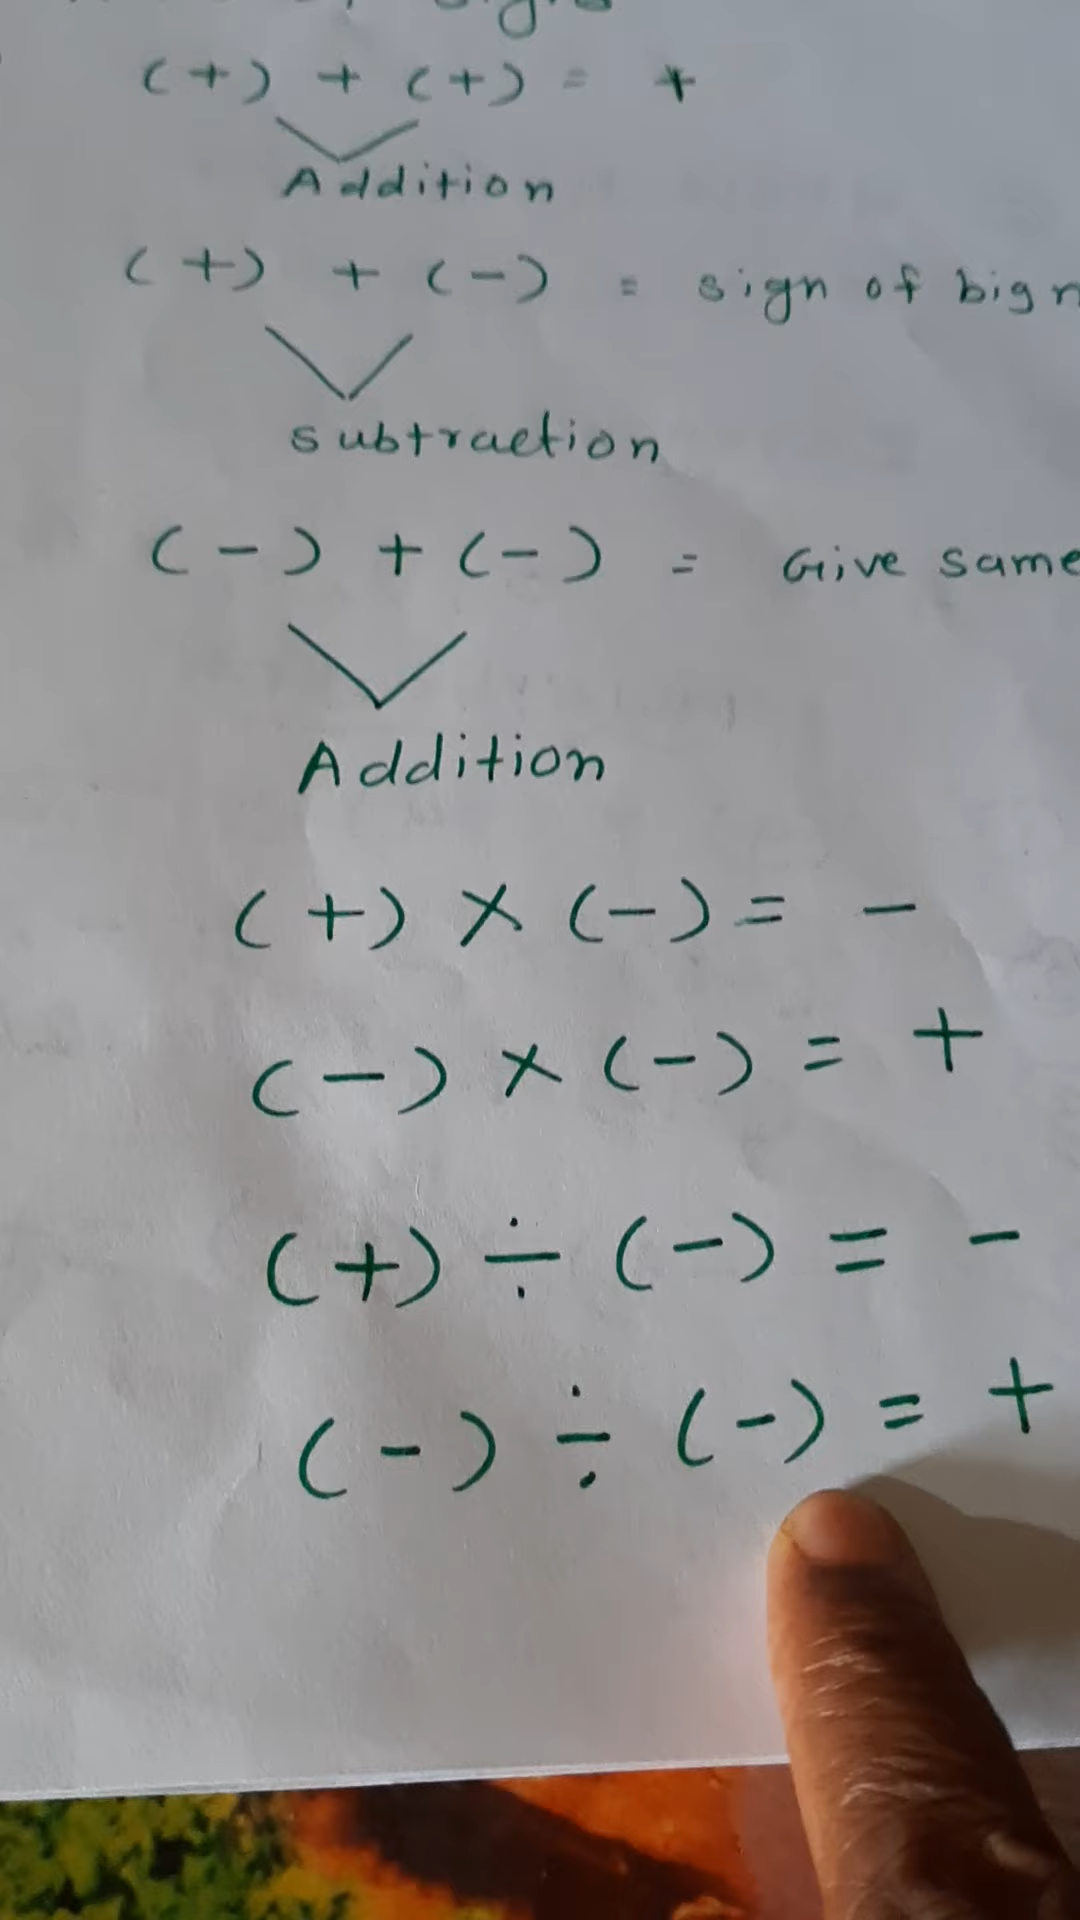 (+) + (+) = +
Addition
(+) + (-) = sign of big
subtraction
(-) + (-) = Give same
Addition
(+) × (-) = -
(-) × (-) = +
(+) ÷ (-) = -
(-) ÷ (-) = +